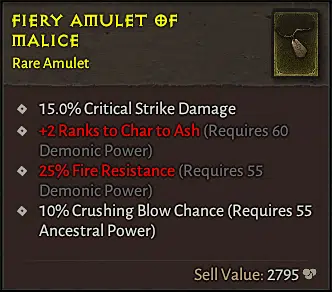 FIERY AMULET OF
MALICE
Rare Amulet
15.0% Critical Strike Damage
+2 Ranks to Char to Ash (Requires 60
Demonic Power)
25% Fire Resistance (Requires 55
Demonic Power)
10% Crushing Blow Chance (Requires 55
Ancestral Power)
Sell Value: 2795